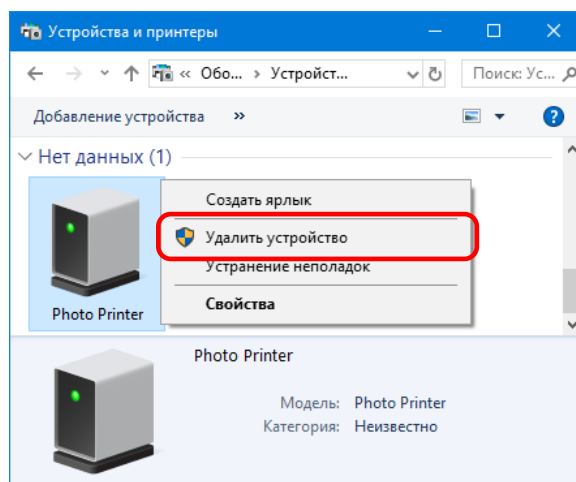 Устройства и принтеры
« Обо... › Устройст...
Поиск: Ус...
Добавление устройства »
Нет данных (1)
Создать ярлык
Удалить устройство
Устранение неполадок
Свойства
Photo Printer
Photo Printer
Модель: Photo Printer
Категория: Неизвестно